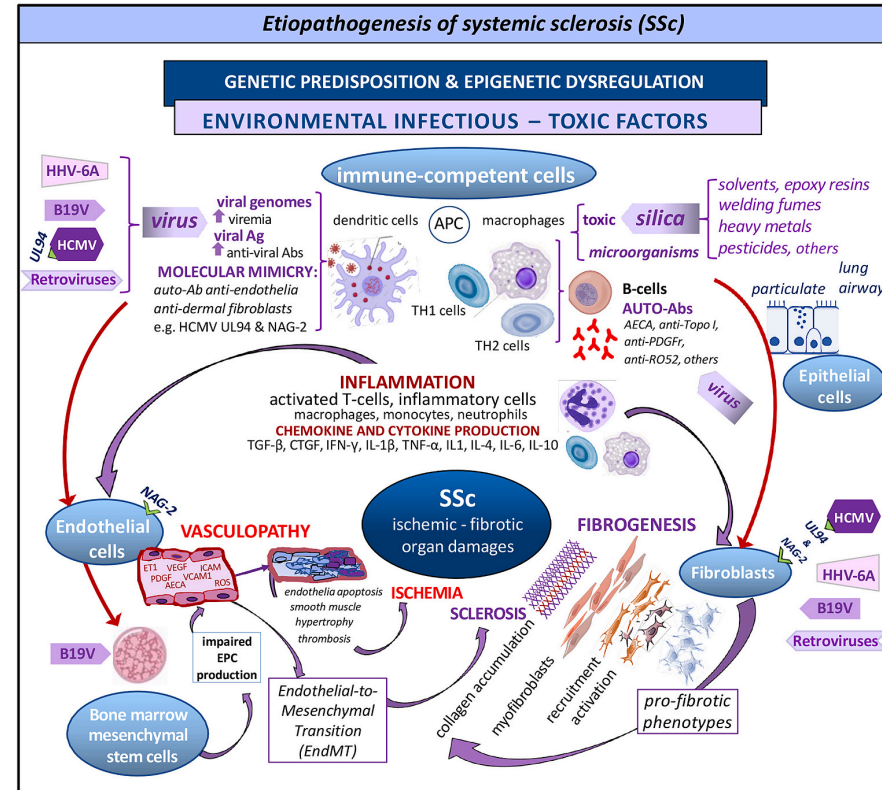 Etiopathogenesis of systemic sclerosis (SSc)
GENETIC PREDISPOSITION & EPIGENETIC DYSREGULATION
ENVIRONMENTAL INFECTIOUS – TOXIC FACTORS
immune-competent cells
HHV-6A
B19V
UL94
HCMV
Retroviruses
virus
viral genomes
viremia
viral Ag
anti-viral Abs
MOLECULAR MIMICRY:
auto-Ab anti-endothelia
anti-dermal fibroblasts
e.g. HCMV UL94 & NAG-2
dendritic cells
APC
macrophages
TH1 cells
TH2 cells
toxic
silica
microorganisms
solvents, epoxy resins
welding fumes
heavy metals
pesticides, others
B-cells
AUTO-Abs
AECA, anti-Topo I,
anti-PDGFr,
anti-RO52, others
particulate
lung
airway
Epithelial
cells
virus
INFLAMMATION
activated T-cells, inflammatory cells
macrophages, monocytes, neutrophils
CHEMOKINE AND CYTOKINE PRODUCTION
TGF-β, CTGF, IFN-γ, IL-1β, TNF-α, IL1, IL-4, IL-6, IL-10
SSc
ischemic - fibrotic
organ damages
NAG-2
Endothelial
cells
VASCULOPATHY
ET1 VEGF ICAM
PDGF VCAM1
AECA ROS
endothelia apoptosis
smooth muscle
hypertrophy
thrombosis
ISCHEMIA
B19V
impaired
EPC
production
Bone marrow
mesenchymal
stem cells
Endothelial-to-
Mesenchymal
Transition
(EndMT)
FIBROGENESIS
SCLEROSIS
collagen accumulation
myofibroblasts
recruitment
activation
pro-fibrotic
phenotypes
Fibroblasts
NAG-2
&
UL94
HCMV
HHV-6A
B19V
Retroviruses